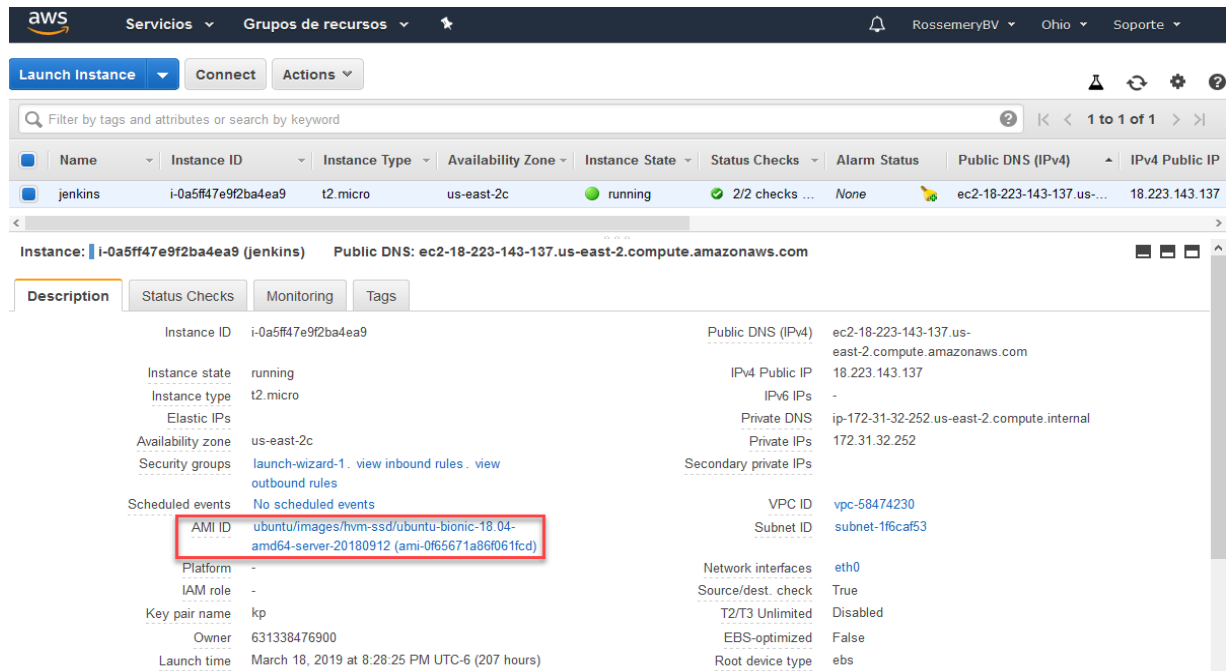 aws Servicios Grupos de recursos RossemeryBV Ohio Soporte
Launch Instance Connect Actions
Filter by tags and attributes or search by keyword 1 to 1 of 1
Name Instance ID Instance Type Availability Zone Instance State Status Checks Alarm Status Public DNS (IPv4) IPv4 Public IP
jenkins i-0a5ff47e9f2ba4ea9 t2.micro us-east-2c running 2/2 checks ... None ec2-18-223-143-137.us-... 18.223.143.137
Instance: i-0a5ff47e9f2ba4ea9 (jenkins) Public DNS: ec2-18-223-143-137.us-east-2.compute.amazonaws.com
Description Status Checks Monitoring Tags
Instance ID i-0a5ff47e9f2ba4ea9 Public DNS (IPv4) ec2-18-223-143-137.us-
east-2.compute.amazonaws.com
Instance state running IPv4 Public IP 18.223.143.137
Instance type t2.micro IPv6 IPs -
Elastic IPs Private DNS ip-172-31-32-252.us-east-2.compute.internal
Availability zone us-east-2c Private IPs 172.31.32.252
Security groups launch-wizard-1 . view inbound rules . view Secondary private IPs
outbound rules
Scheduled events No scheduled events VPC ID vpc-58474230
AMI ID ubuntu/images/hvm-ssd/ubuntu-bionic-18.04- Subnet ID subnet-1f6caf53
amd64-server-20180912 (ami-0f65671a86f061fcd)
Platform - Network interfaces eth0
IAM role - Source/dest. check True
Key pair name kp T2/T3 Unlimited Disabled
Owner 631338476900 EBS-optimized False
Launch time March 18, 2019 at 8:28:25 PM UTC-6 (207 hours) Root device type ebs